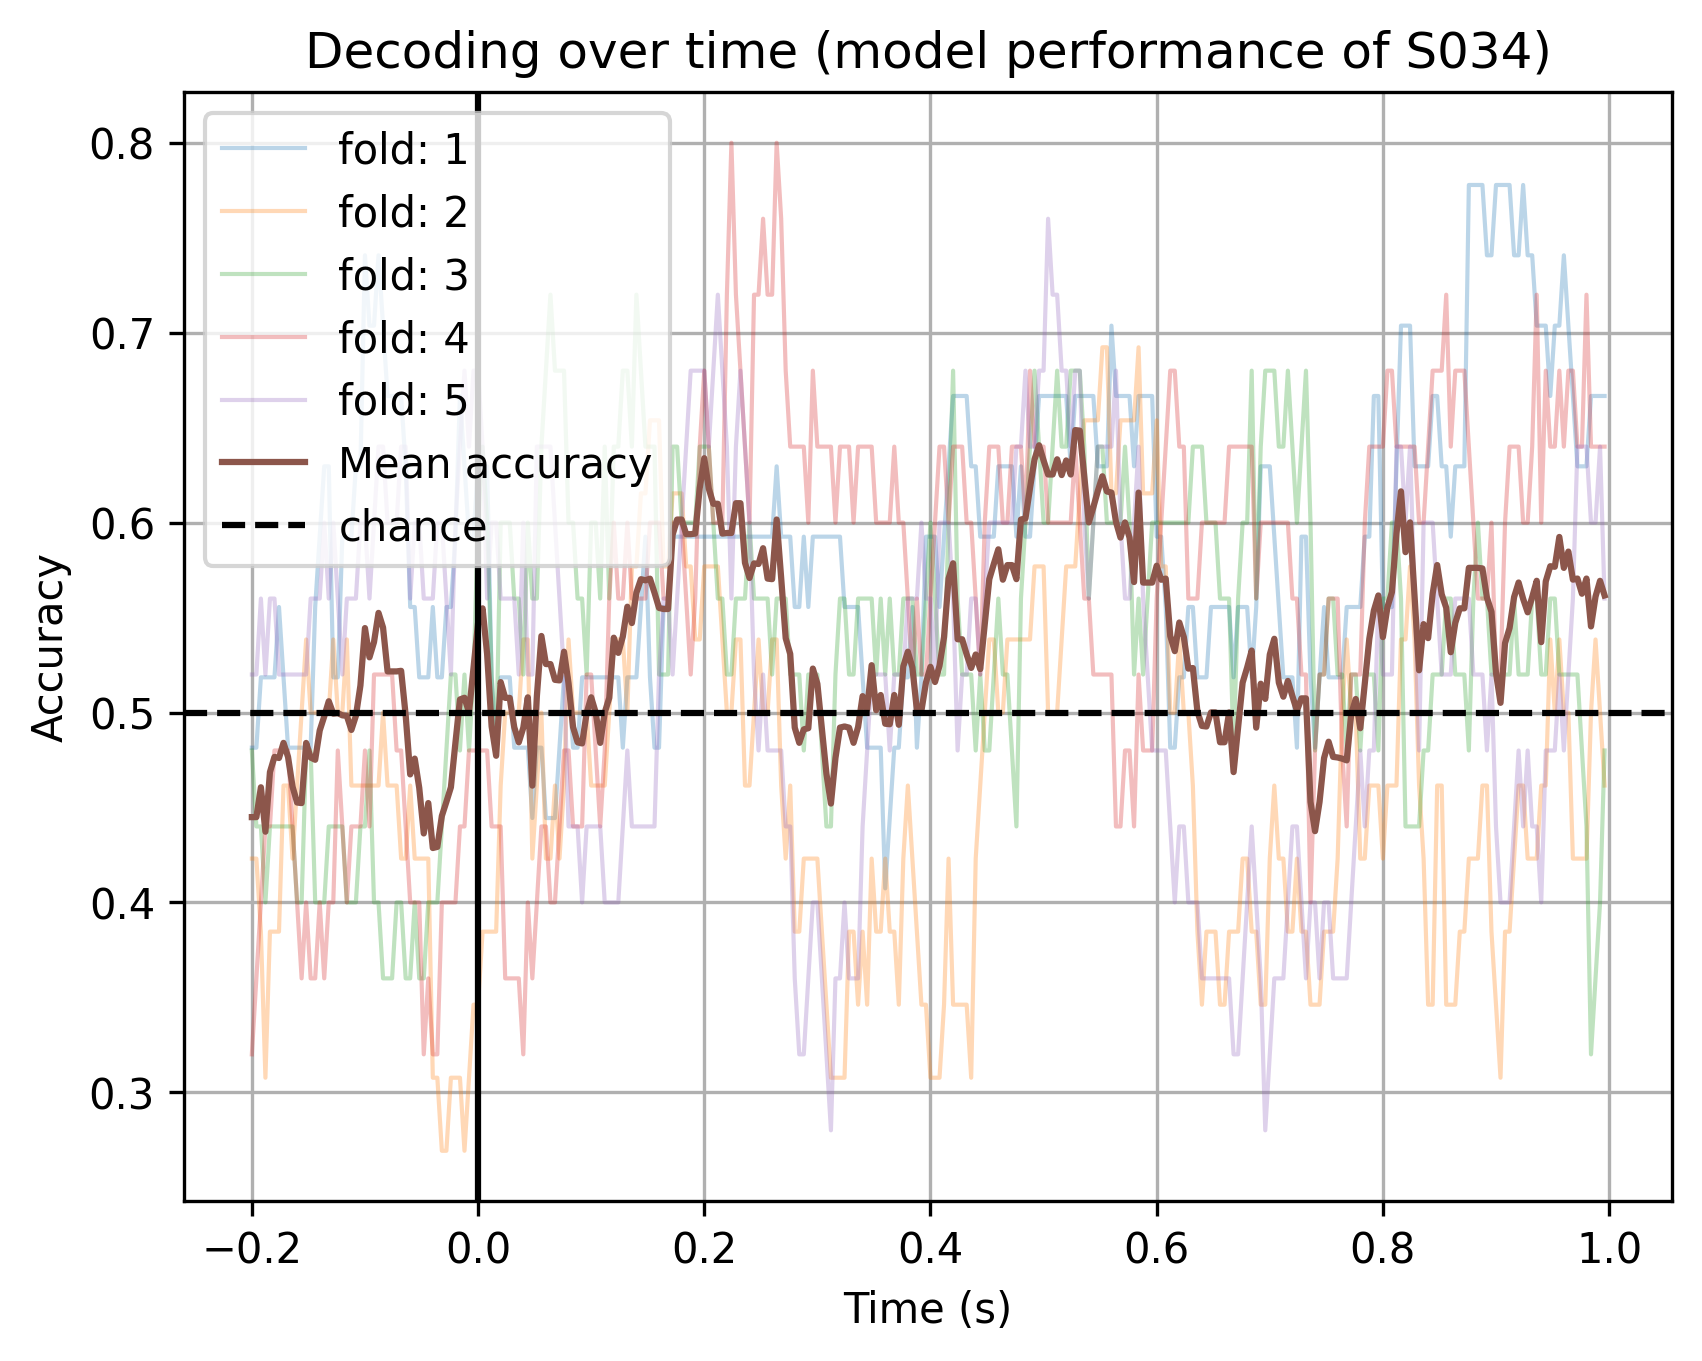 Decoding over time (model performance of S034)
fold: 1
fold: 2
fold: 3
fold: 4
fold: 5
Mean accuracy
chance
Accuracy
0.8
0.7
0.6
0.5
0.4
0.3
−0.2 0.0 0.2 0.4 0.6 0.8 1.0
Time (s)